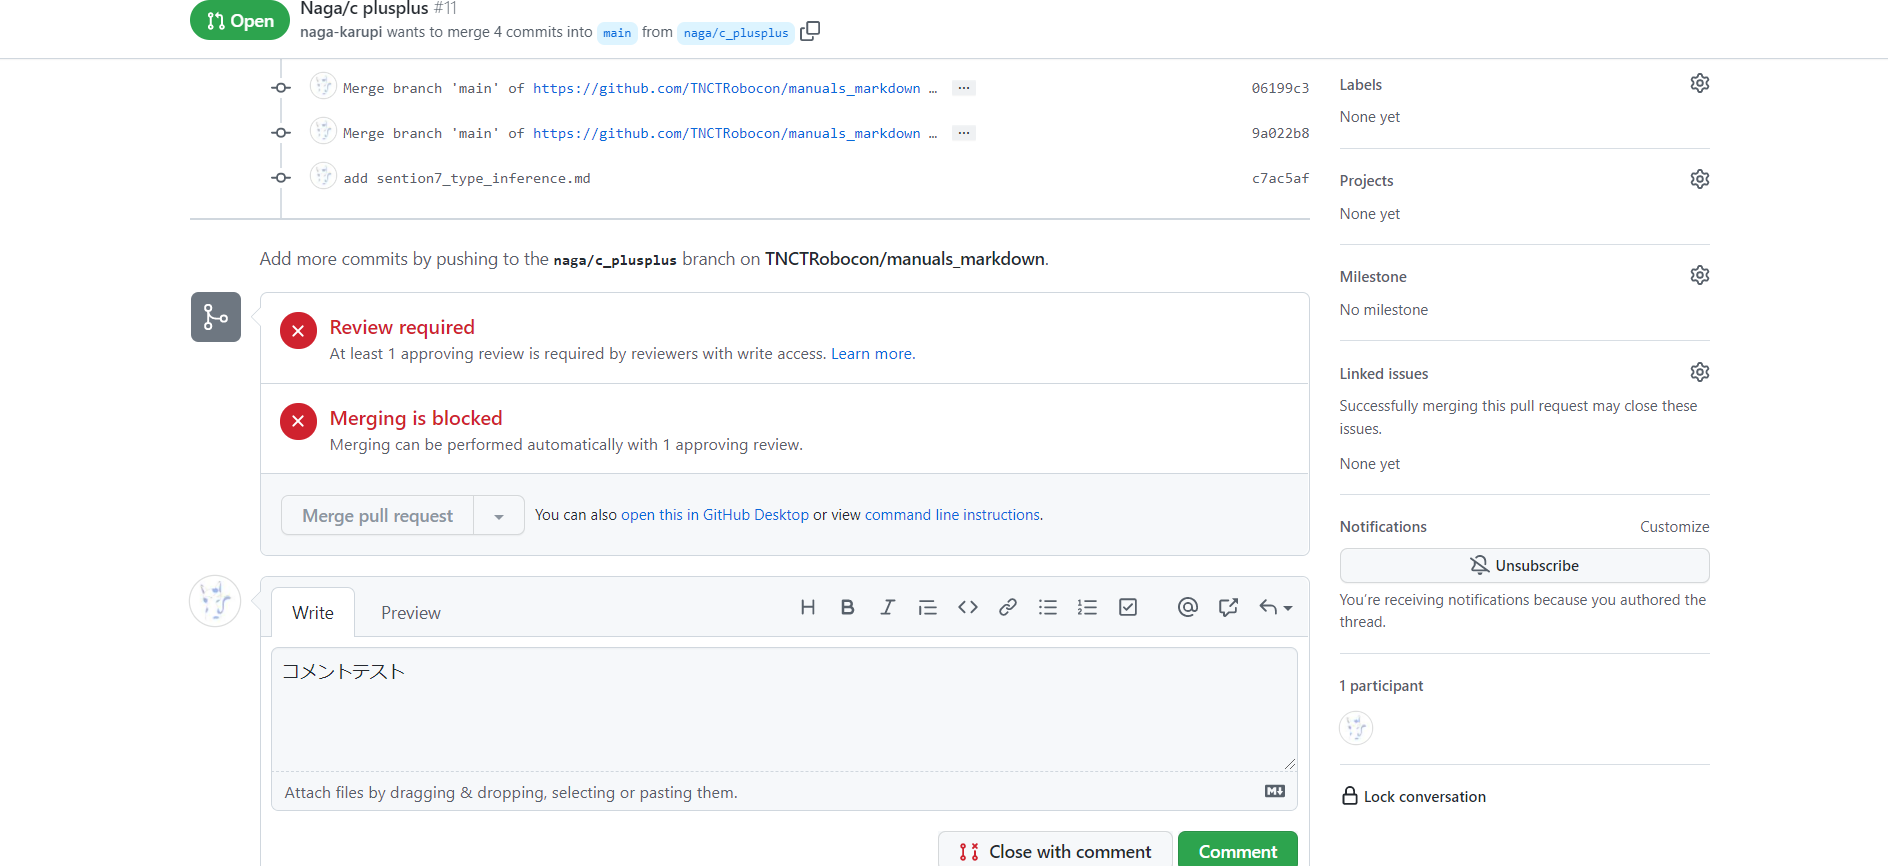 Open
Naga/c plusplus #11
naga-karupi wants to merge 4 commits into main from naga/c_plusplus
Merge branch 'main' of https://github.com/TNCTRobocon/manuals_markdown … ... 06199c3
Merge branch 'main' of https://github.com/TNCTRobocon/manuals_markdown … ... 9a022b8
add sention7_type_inference.md c7ac5af
Add more commits by pushing to the naga/c_plusplus branch on TNCTRobocon/manuals_markdown.
Review required
At least 1 approving review is required by reviewers with write access. Learn more.
Merging is blocked
Merging can be performed automatically with 1 approving review.
Merge pull request
You can also open this in GitHub Desktop or view command line instructions.
Write
Preview
コメントテスト
Attach files by dragging & dropping, selecting or pasting them.
Close with comment
Comment
Labels
None yet
Projects
None yet
Milestone
No milestone
Linked issues
Successfully merging this pull request may close these
issues.
None yet
Notifications
Customize
Unsubscribe
You're receiving notifications because you authored the
thread.
1 participant
Lock conversation